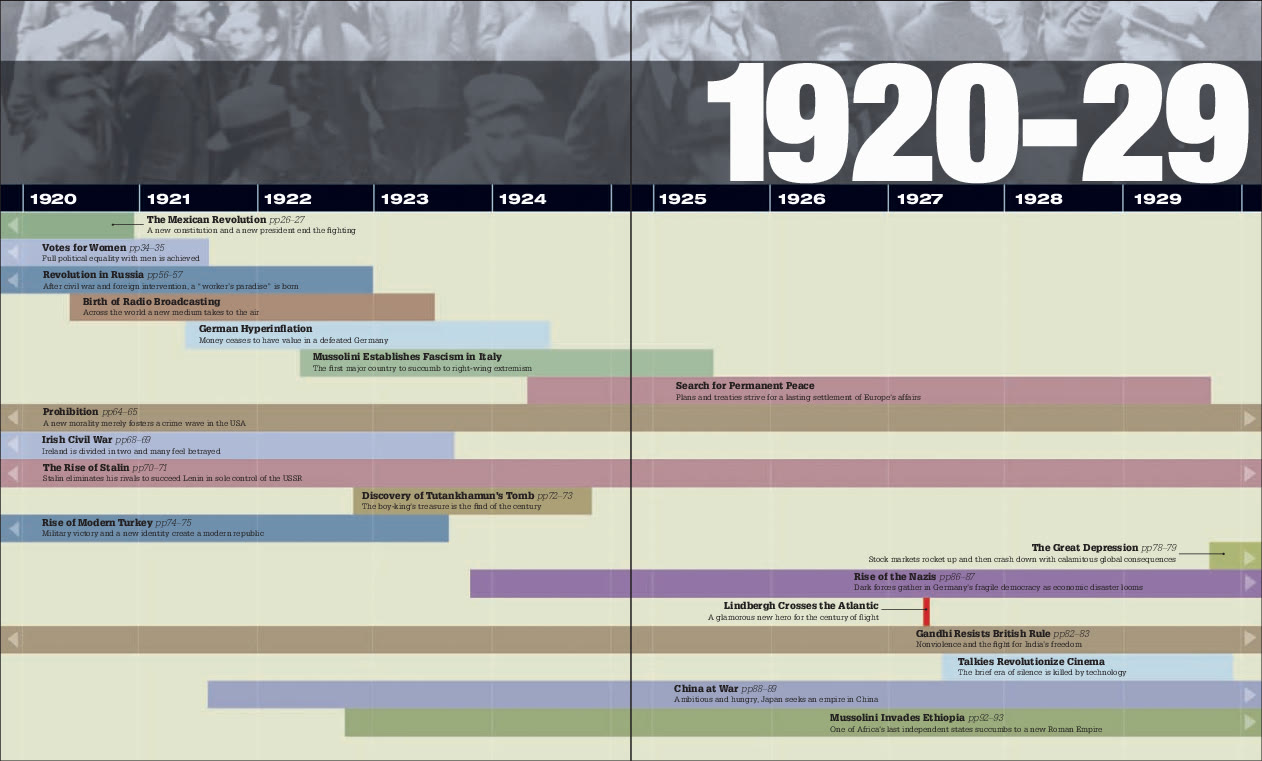 1920-29
1920 1921 1922 1923 1924 1925 1926 1927 1928 1929
The Mexican Revolution pp26–27
A new constitution and a new president end the fighting
Votes for Women pp34–35
Full political equality with men is achieved
Revolution in Russia pp56–57
After civil war and foreign intervention, a "worker's paradise" is born
Birth of Radio Broadcasting
Across the world a new medium takes to the air
German Hyperinflation
Money ceases to have value in a defeated Germany
Mussolini Establishes Fascism in Italy
The first major country to succumb to right-wing extremism
Search for Permanent Peace
Plans and treaties strive for a lasting settlement of Europe's affairs
Prohibition pp64–65
A new morality merely fosters a crime wave in the USA
Irish Civil War pp68–69
Ireland is divided in two and many feel betrayed
The Rise of Stalin pp70–71
Stalin eliminates his rivals to succeed Lenin in sole control of the USSR
Discovery of Tutankhamun's Tomb pp72–73
The boy-king's treasure is the find of the century
Rise of Modern Turkey pp74–75
Military victory and a new identity create a modern republic
The Great Depression pp78–79
Stock markets rocket up and then crash down with calamitous global consequences
Rise of the Nazis pp86–87
Dark forces gather in Germany's fragile democracy as economic disaster looms
Lindbergh Crosses the Atlantic
A glamorous new hero for the century of flight
Gandhi Resists British Rule pp82–83
Nonviolence and the fight for India's freedom
Talkies Revolutionize Cinema
The brief era of silence is killed by technology
China at War pp88–89
Ambitious and hungry, Japan seeks an empire in China
Mussolini Invades Ethiopia pp92–93
One of Africa's last independent states succumbs to a new Roman Empire